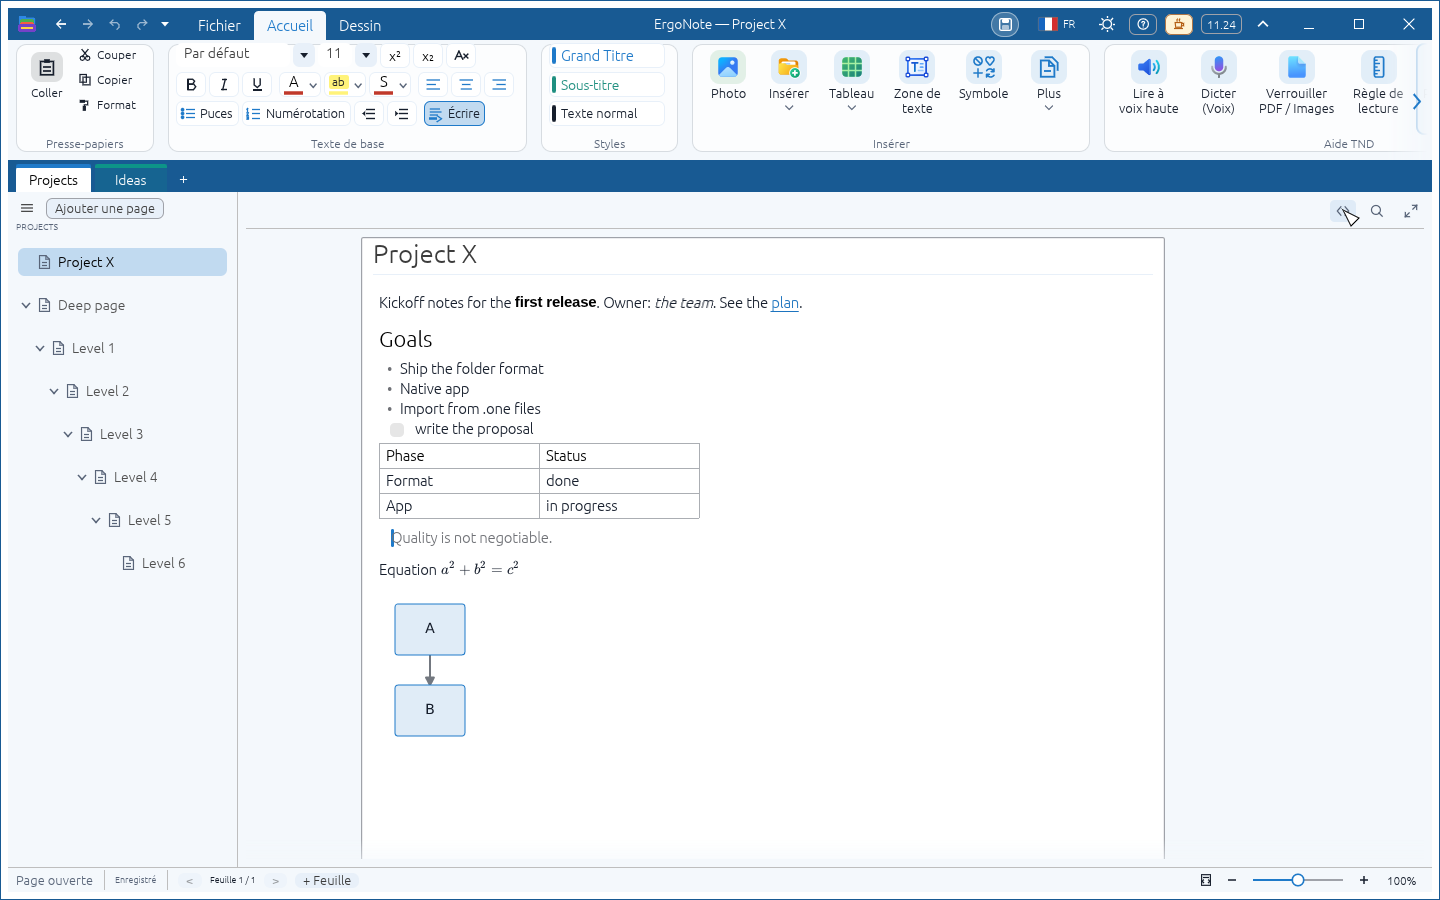 Fichier
Accueil
Dessin
ErgoNote — Project X
FR
11.24
Coller
Couper
Copier
Format
Presse-papiers
Par défaut
11
x²
x₂
A×
B
I
U
A
ab
S
Puces
Numérotation
Écrire
Texte de base
Grand Titre
Sous-titre
Texte normal
Styles
Photo
Insérer
Tableau
Zone de
texte
Symbole
Plus
Insérer
Lire à
voix haute
Dicter
(Voix)
Verrouiller
PDF / Images
Règle de
lecture
Aide TND
Projects
Ideas
+
Ajouter une page
PROJECTS
Project X
Deep page
Level 1
Level 2
Level 3
Level 4
Level 5
Level 6
Project X
Kickoff notes for the first release. Owner: the team. See the plan.
Goals
• Ship the folder format
• Native app
• Import from .one files
write the proposal
Phase Status
Format done
App in progress
Quality is not negotiable.
Equation a² + b² = c²
A
B
Page ouverte
Enregistré
<
Feuille 1 / 1
>
+ Feuille
100%